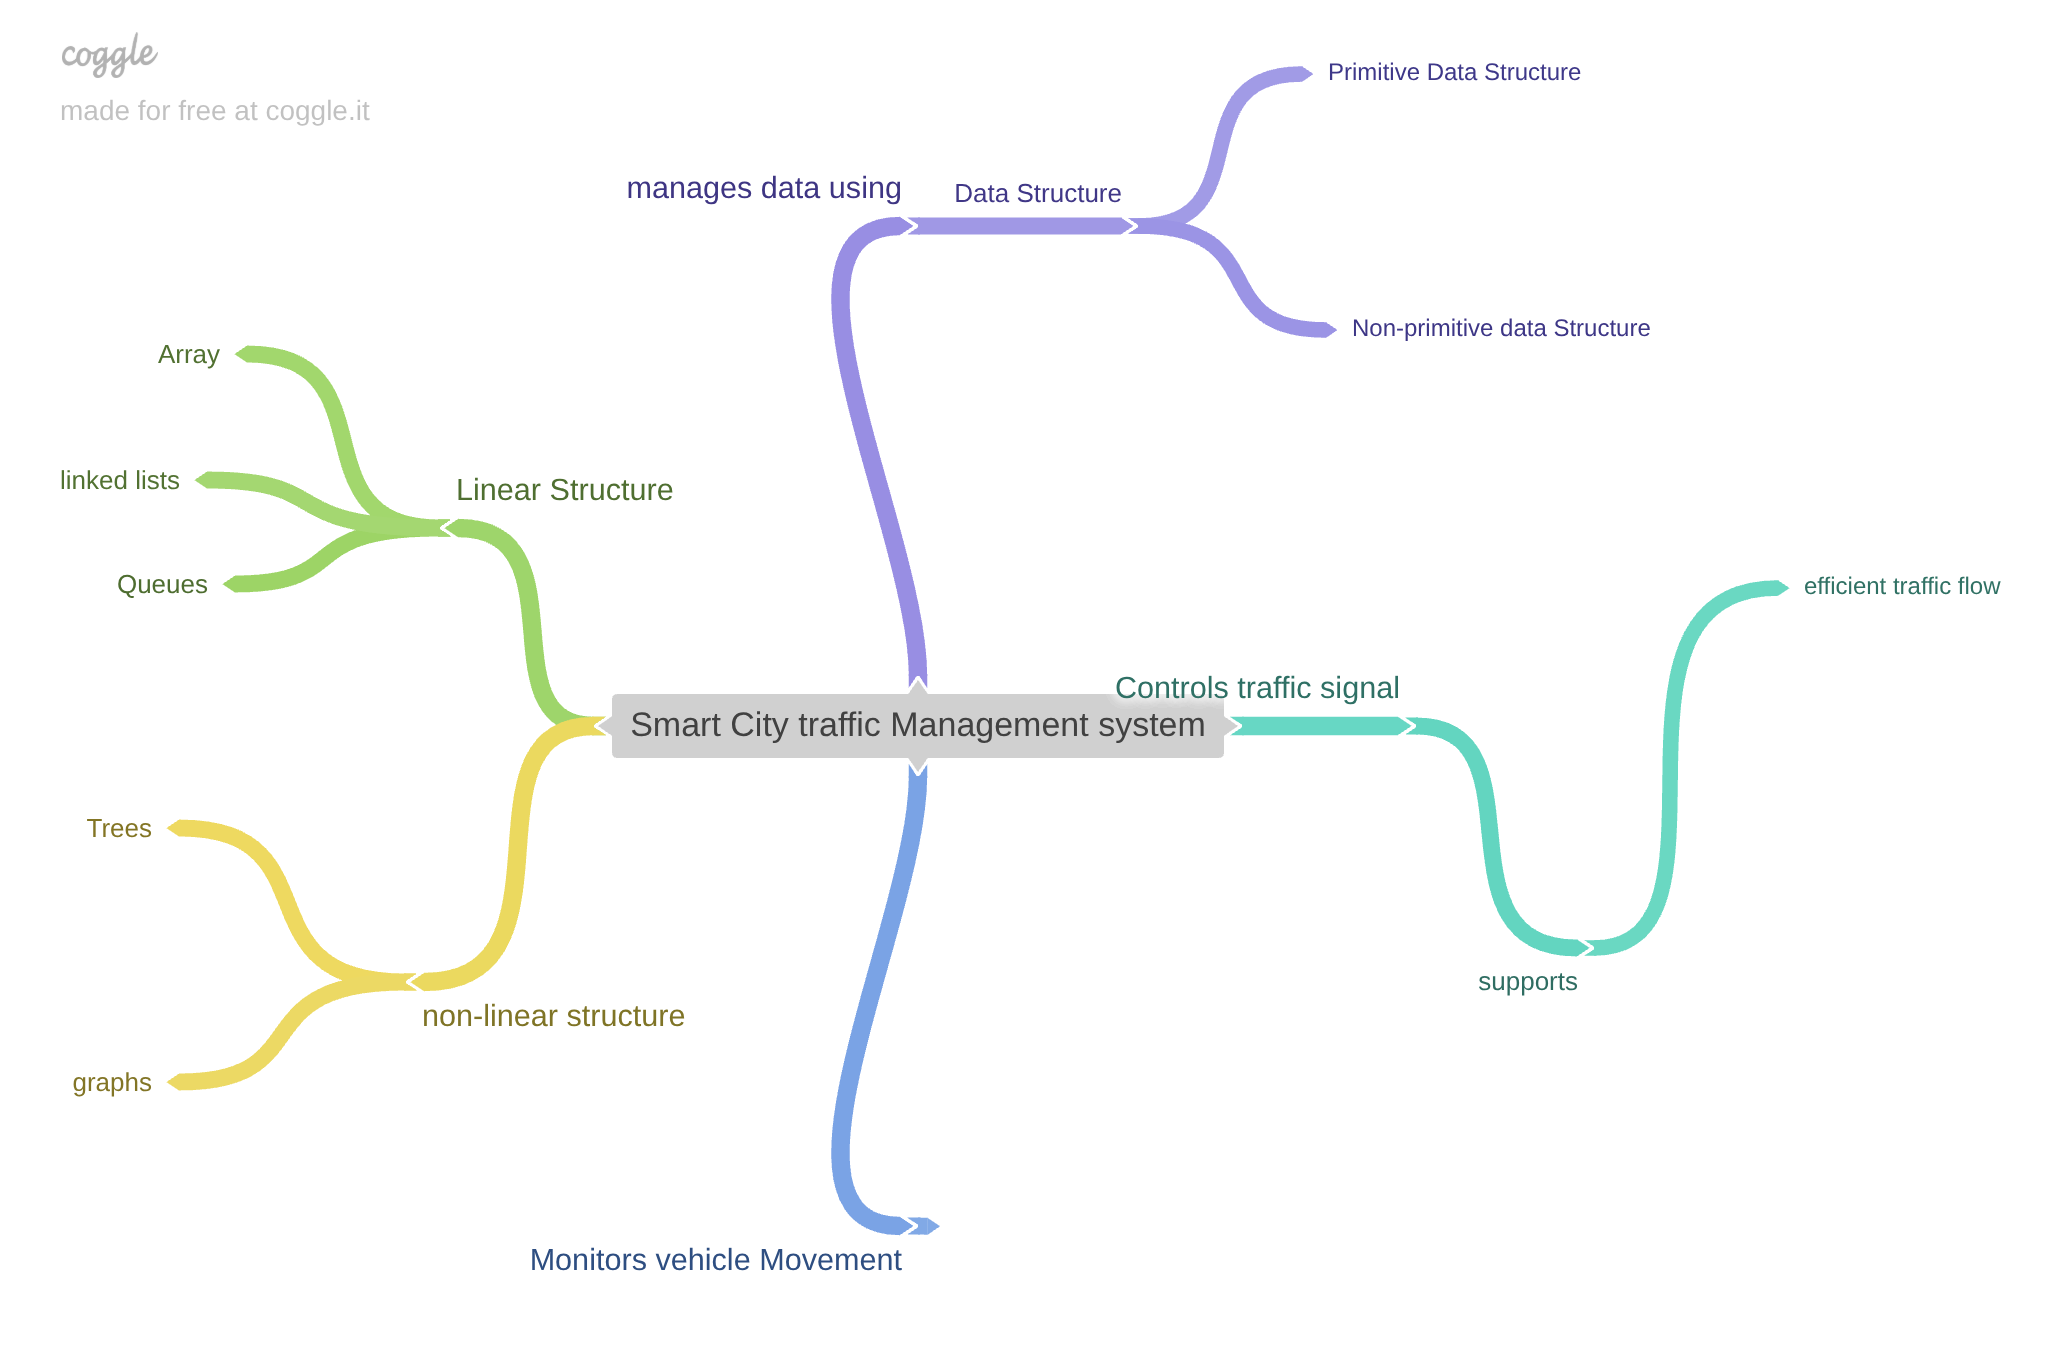 coggle
made for free at coggle.it
Primitive Data Structure
manages data using
Data Structure
Non-primitive data Structure
Array
linked lists
Linear Structure
Queues
efficient traffic flow
Controls traffic signal
Smart City traffic Management system
Trees
supports
non-linear structure
graphs
Monitors vehicle Movement